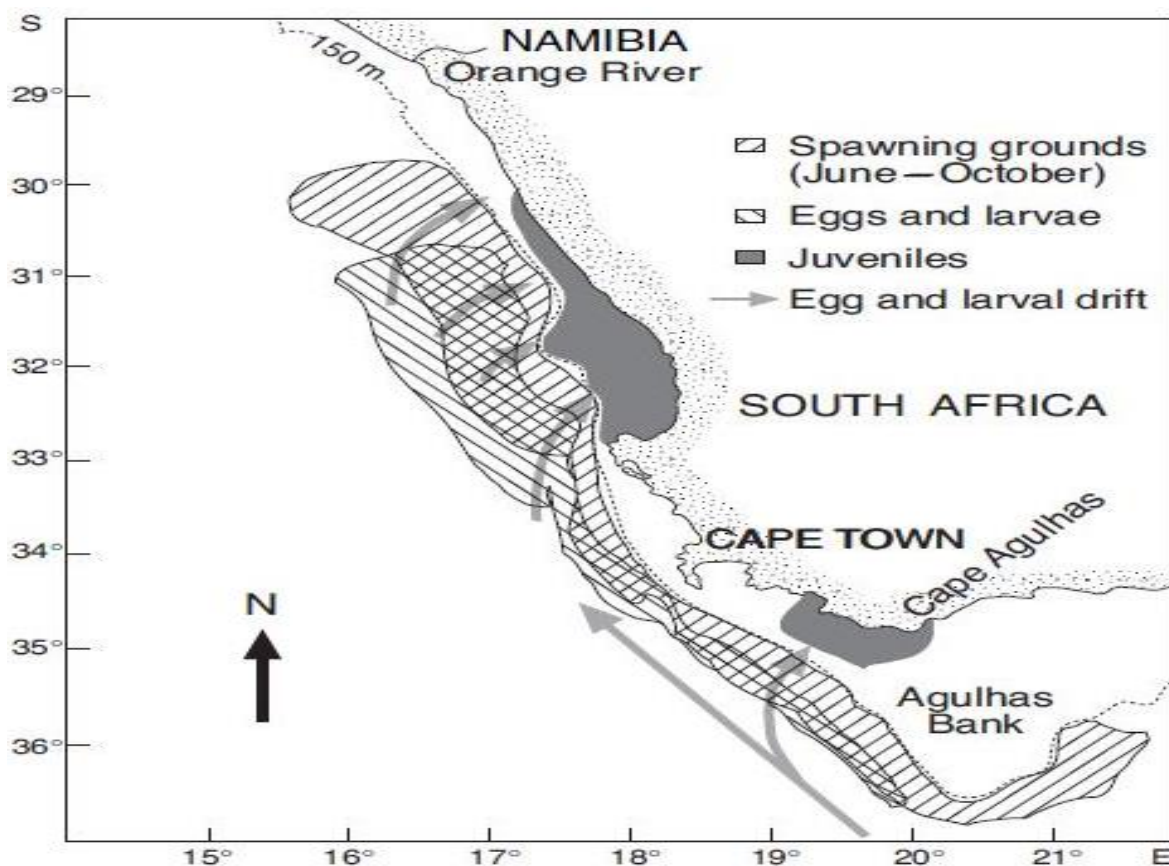 S
NAMIBIA
Orange River
150 m
29°
Spawning grounds
(June—October)
30°
Eggs and larvae
31°
Juveniles
Egg and larval drift
32°
SOUTH AFRICA
33°
34°
CAPE TOWN
Cape Agulhas
N
35°
Agulhas
Bank
36°
15° 16° 17° 18° 19° 20° 21° E